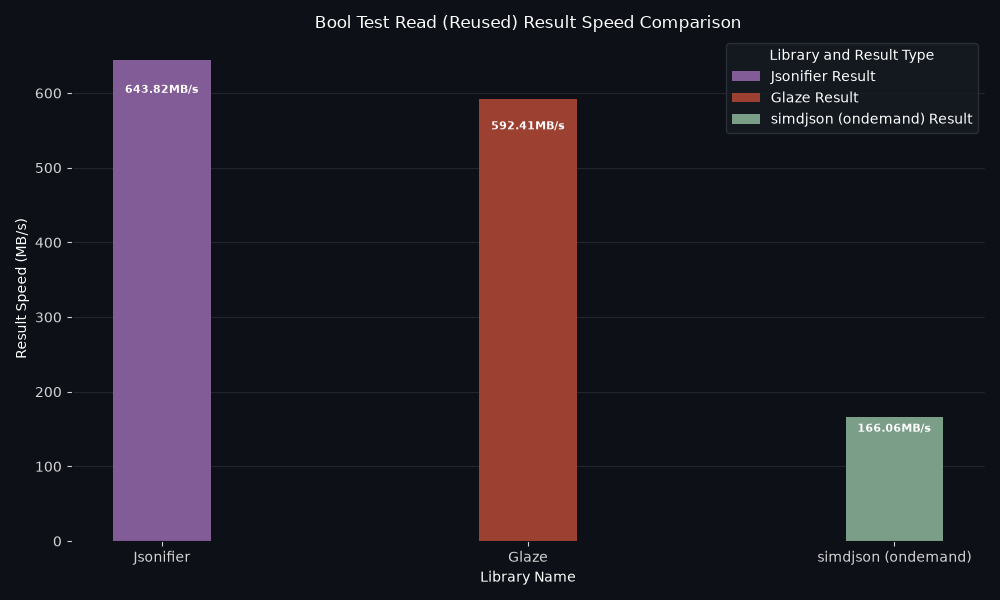 Bool Test Read (Reused) Result Speed Comparison
Library and Result Type
Jsonifier Result
Glaze Result
simdjson (ondemand) Result
643.82MB/s
592.41MB/s
166.06MB/s
Result Speed (MB/s)
600
500
400
300
200
100
0
Jsonifier
Glaze
simdjson (ondemand)
Library Name